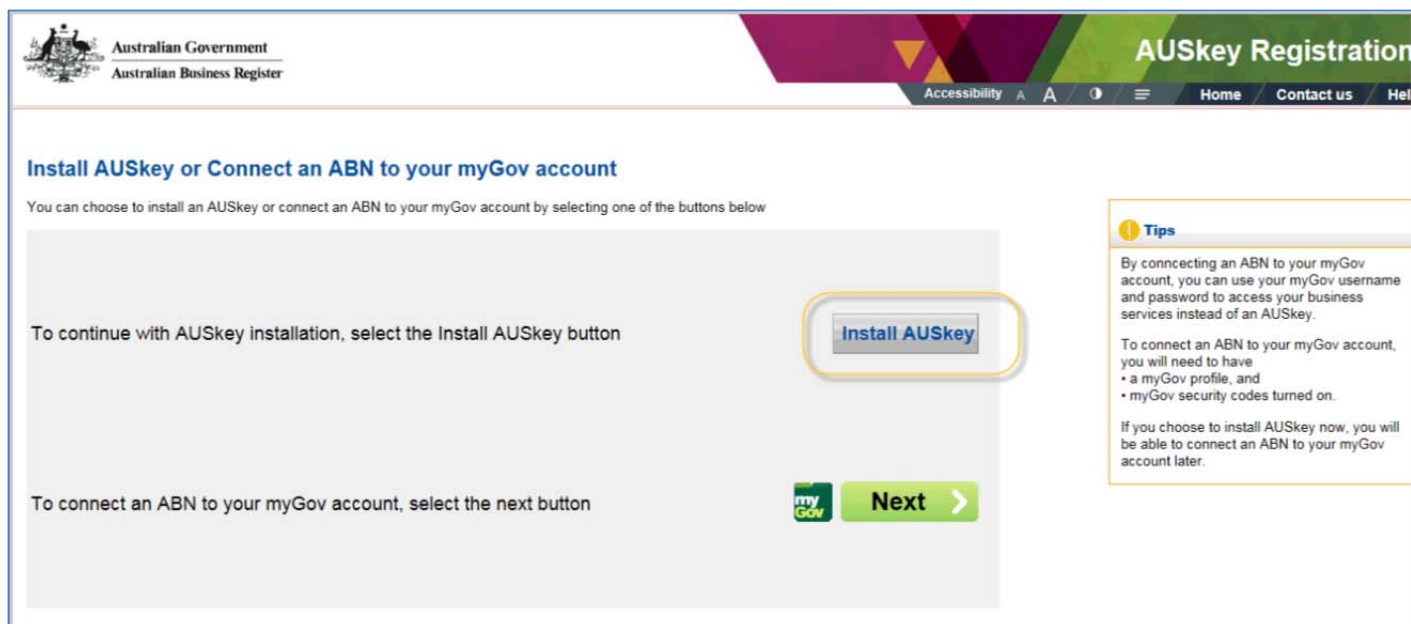 Australian Government
Australian Business Register
AUSkey Registration
Accessibility A A Home Contact us Hel
Install AUSkey or Connect an ABN to your myGov account
You can choose to install an AUSkey or connect an ABN to your myGov account by selecting one of the buttons below
To continue with AUSkey installation, select the Install AUSkey button
Install AUSkey
To connect an ABN to your myGov account, select the next button
my
Gov
Next
Tips
By conncecting an ABN to your myGov
account, you can use your myGov username
and password to access your business
services instead of an AUSkey.
To connect an ABN to your myGov account,
you will need to have
• a myGov profile, and
• myGov security codes turned on.
If you choose to install AUSkey now, you will
be able to connect an ABN to your myGov
account later.